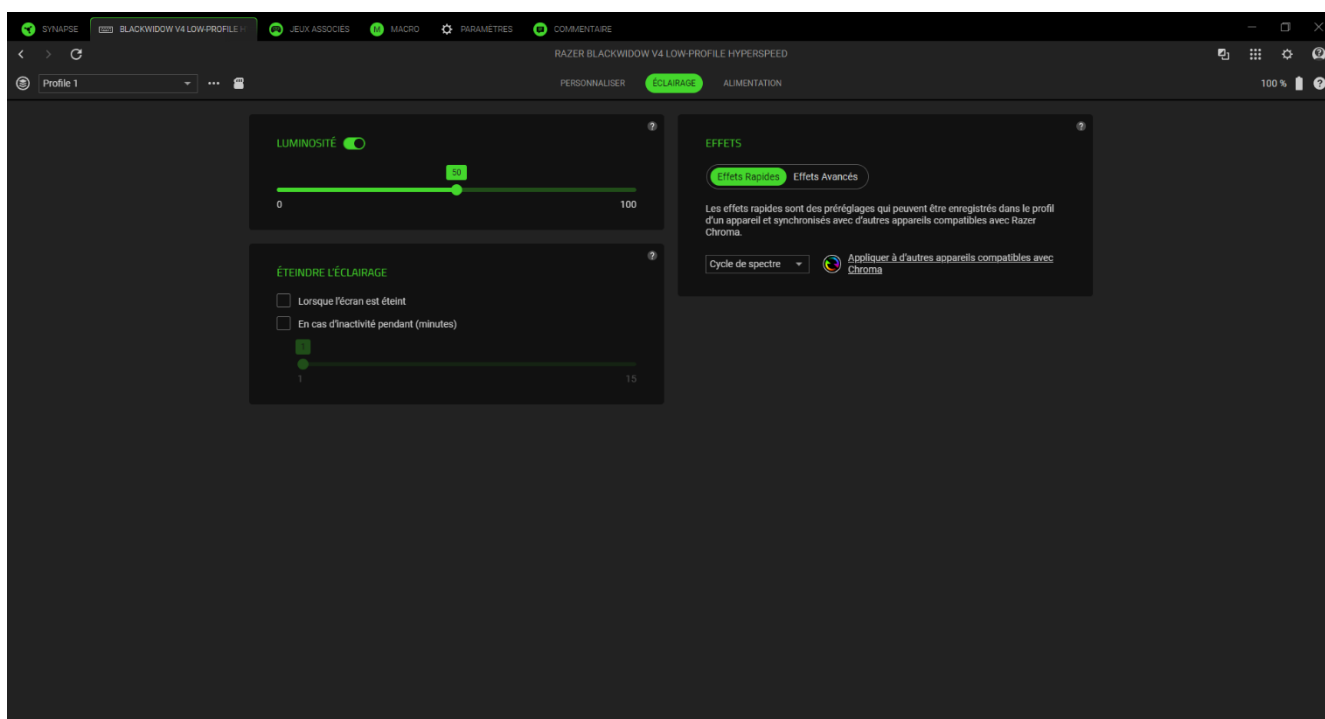 SYNAPSE
BLACKWIDOW V4 LOW-PROFILE H
JEUX ASSOCIÉS
M
MACRO
PARAMÈTRES
COMMENTAIRE
RAZER BLACKWIDOW V4 LOW-PROFILE HYPERSPEED
Profile 1
PERSONNALISER
ÉCLAIRAGE
ALIMENTATION
100 %
?
LUMINOSITÉ
?
50
0
100
ÉTEINDRE L'ÉCLAIRAGE
?
Lorsque l'écran est éteint
En cas d'inactivité pendant (minutes)
1
1
15
EFFETS
?
Effets Rapides
Effets Avancés
Les effets rapides sont des préréglages qui peuvent être enregistrés dans le profil
d'un appareil et synchronisés avec d'autres appareils compatibles avec Razer
Chroma.
Cycle de spectre
Appliquer à d'autres appareils compatibles avec
Chroma